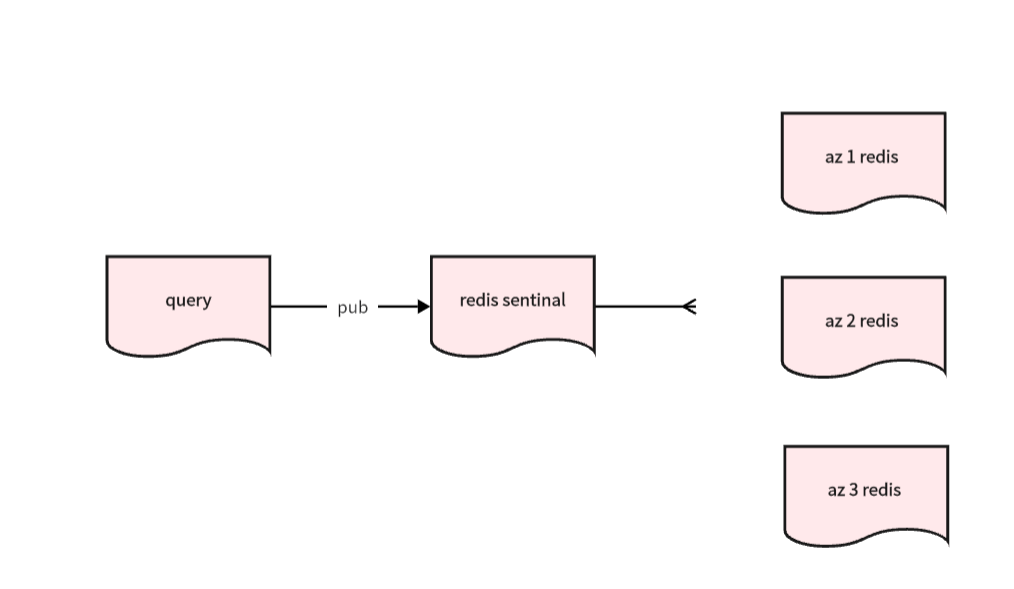 az 1 redis
query
pub
redis sentinal
az 2 redis
az 3 redis